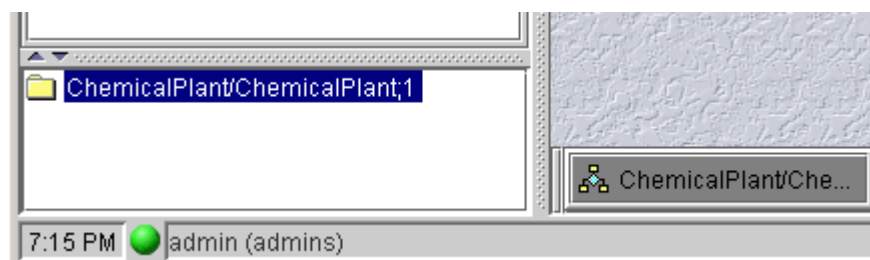 ChemicalPlant/ChemicalPlant;1
ChemicalPlant/Che...
7:15 PM admin (admins)